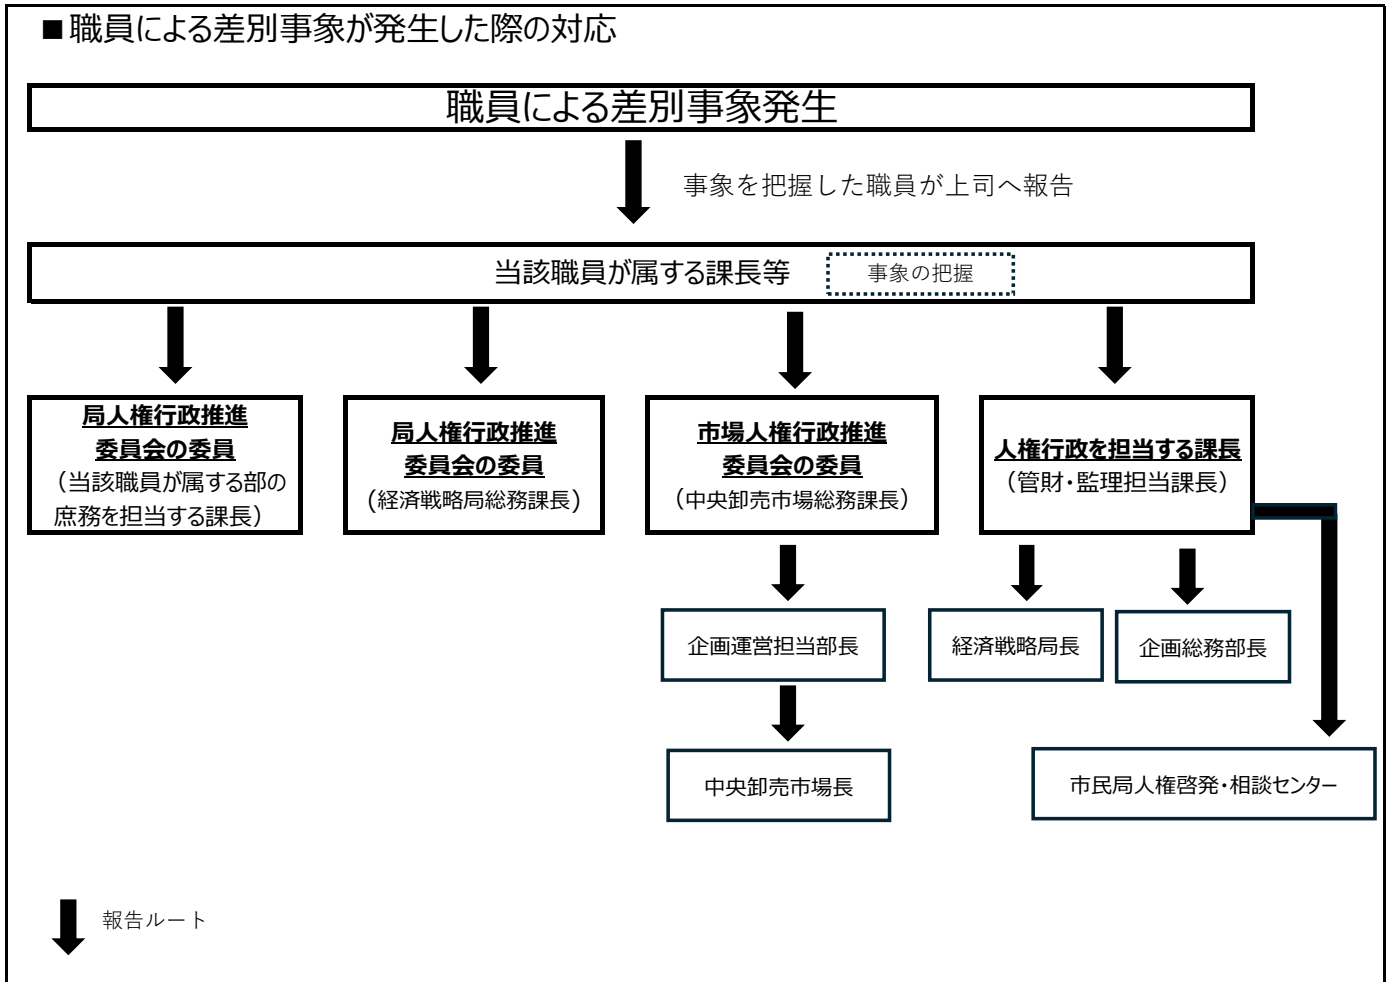 ■職員による差別事象が発生した際の対応
職員による差別事象発生
事象を把握した職員が上司へ報告
当該職員が属する課長等
事象の把握
局人権行政推進
委員会の委員
（当該職員が属する部の
庶務を担当する課長）
局人権行政推進
委員会の委員
（経済戦略局総務課長）
市場人権行政推進
委員会の委員
（中央卸売市場総務課長）
人権行政を担当する課長
（管財・監理担当課長）
企画運営担当部長
経済戦略局長
企画総務部長
中央卸売市場長
市民局人権啓発・相談センター
報告ルート